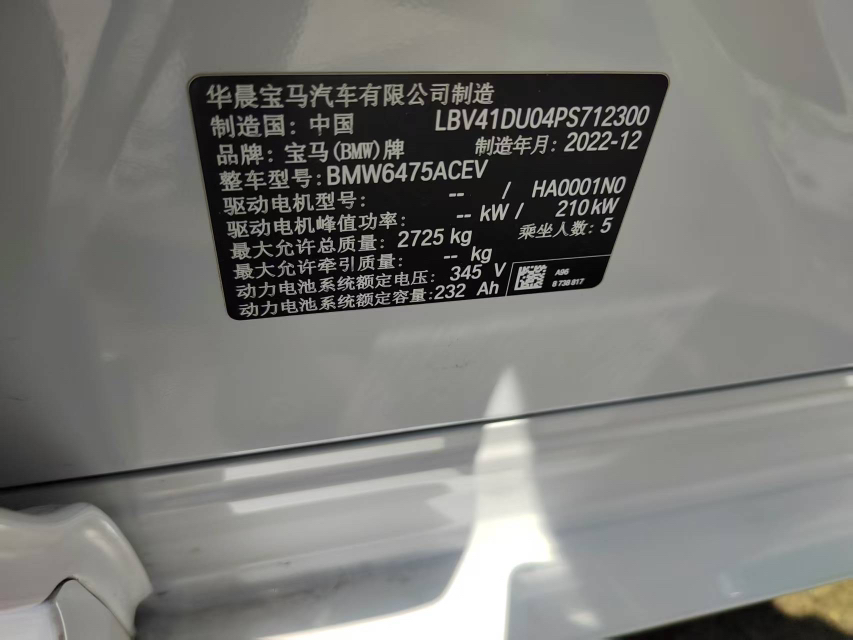 华晨宝马汽车有限公司制造
制造国: 中国 LBV41DU04PS712300
品牌: 宝马(BMW)牌 制造年月: 2022-12
整车型号: BMW6475ACEV
驱动电机型号: -- / HA0001N0
驱动电机峰值功率: -- kW / 210 kW
最大允许总质量: 2725 kg 乘坐人数: 5
最大允许牵引质量: -- kg
动力电池系统额定电压: 345 V
动力电池系统额定容量: 232 Ah
A96
8 738 817